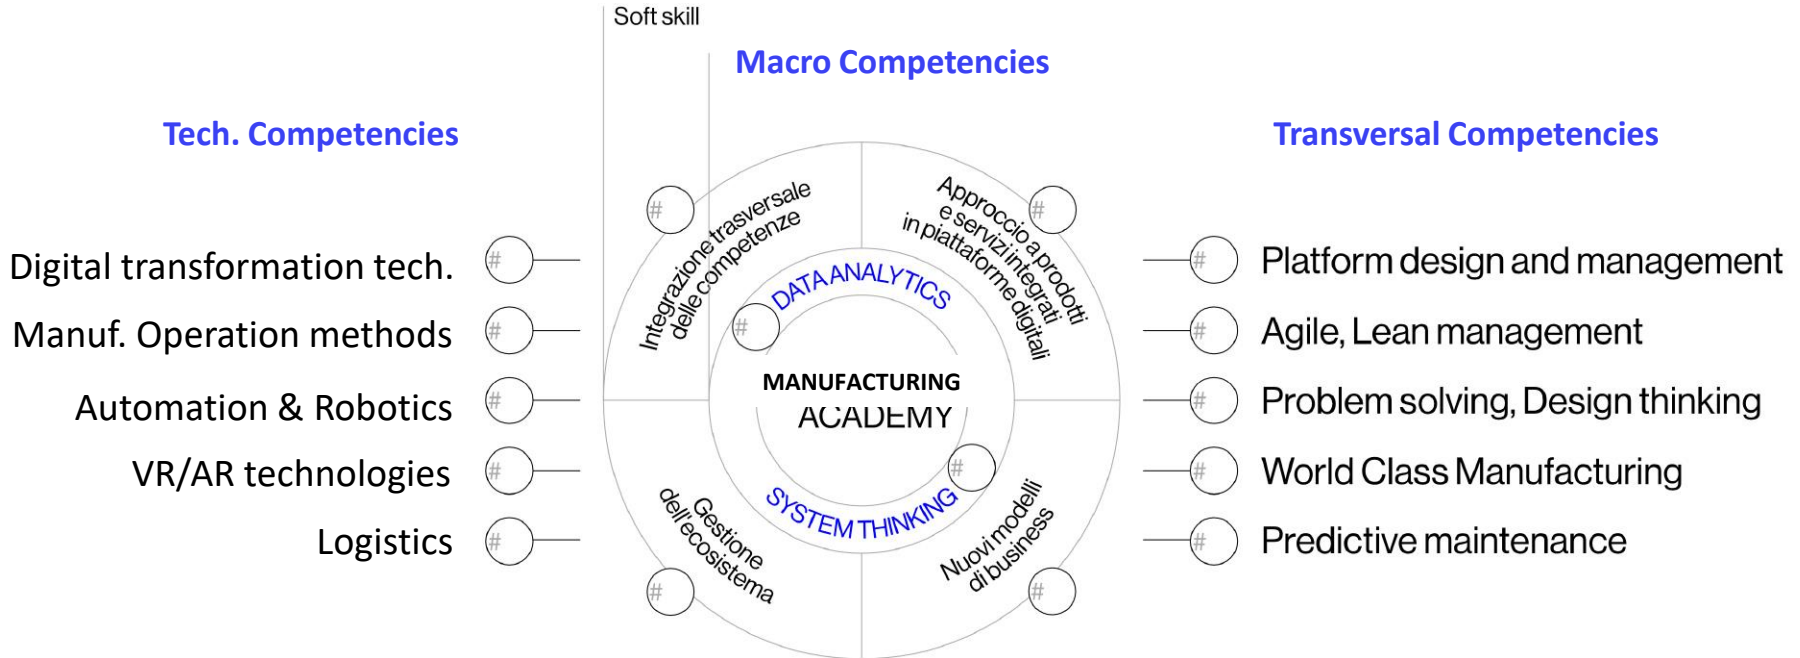 Soft skill
Macro Competencies
Tech. Competencies
Transversal Competencies
Digital transformation tech.
#
Manuf. Operation methods
#
Automation & Robotics
#
VR/AR technologies
#
Logistics
#
#
Integrazione trasversale
delle competenze
#
Approccio a prodotti
e servizi integrati
in piattaforme digitali
DATA ANALYTICS
#
MANUFACTURING
ACADEMY
#
SYSTEM THINKING
Gestione
dell'ecosistema
#
Nuovi modelli
di business
#
#
Platform design and management
#
Agile, Lean management
#
Problem solving, Design thinking
#
World Class Manufacturing
#
Predictive maintenance